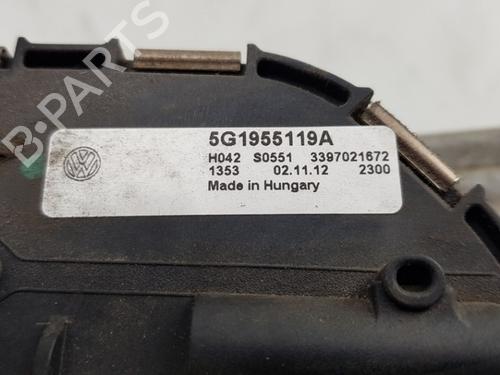 5G1955119A
H042 S0551 3397021672
1353 02.11.12 2300
Made in Hungary
B-PARTS